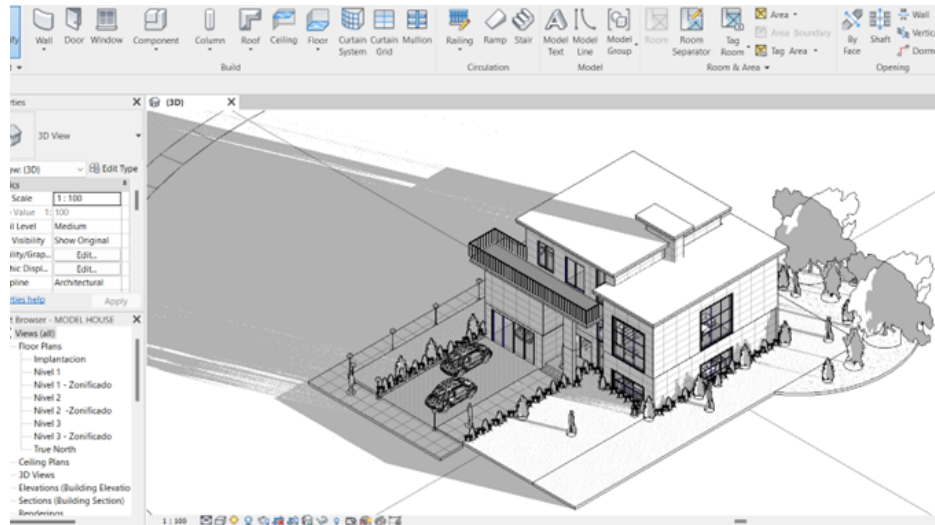 Wall Door Window Component Column Roof Ceiling Floor Curtain System Curtain Grid Mullion Railing Ramp Stair Model Text Model Line Model Group Room Room Separator Tag Room Area Area Boundary Tag Area By Face Shaft Wall
Build Circulation Model Room & Area Opening
(3D)
3D View
(3D) Edit Type
Scale 1 : 100
Value 1: 100
Level Medium
Visibility Show Original
Edit...
Edit...
Architectural
help Apply
Browser - MODEL HOUSE
Views (all)
Floor Plans
Implantacion
Nivel 1
Nivel 1 - Zonificado
Nivel 2
Nivel 2 -Zonificado
Nivel 3
Nivel 3 - Zonificado
True North
Ceiling Plans
3D Views
Elevations (Building Elevatio
Sections (Building Section)
Renderings
1 : 100